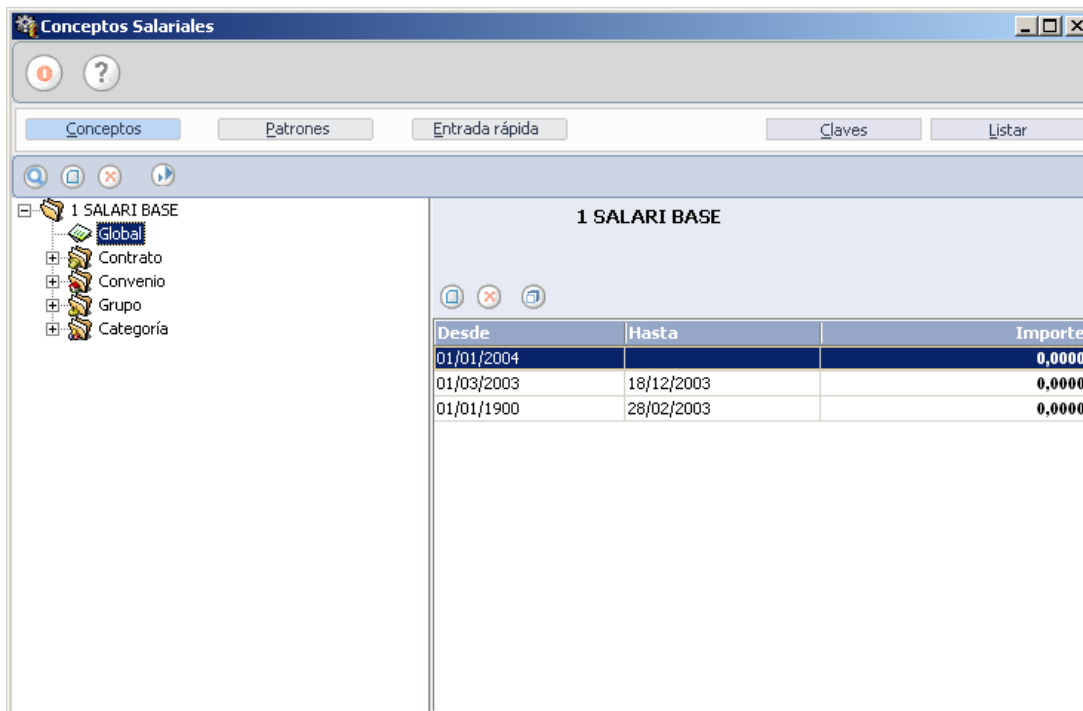 Conceptos Salariales
Conceptos Patrones Entrada rápida Claves Listar
1 SALARI BASE
Global
Contrato
Convenio
Grupo
Categoría
1 SALARI BASE
Desde Hasta Importe
01/01/2004 0,0000
01/03/2003 18/12/2003 0,0000
01/01/1900 28/02/2003 0,0000